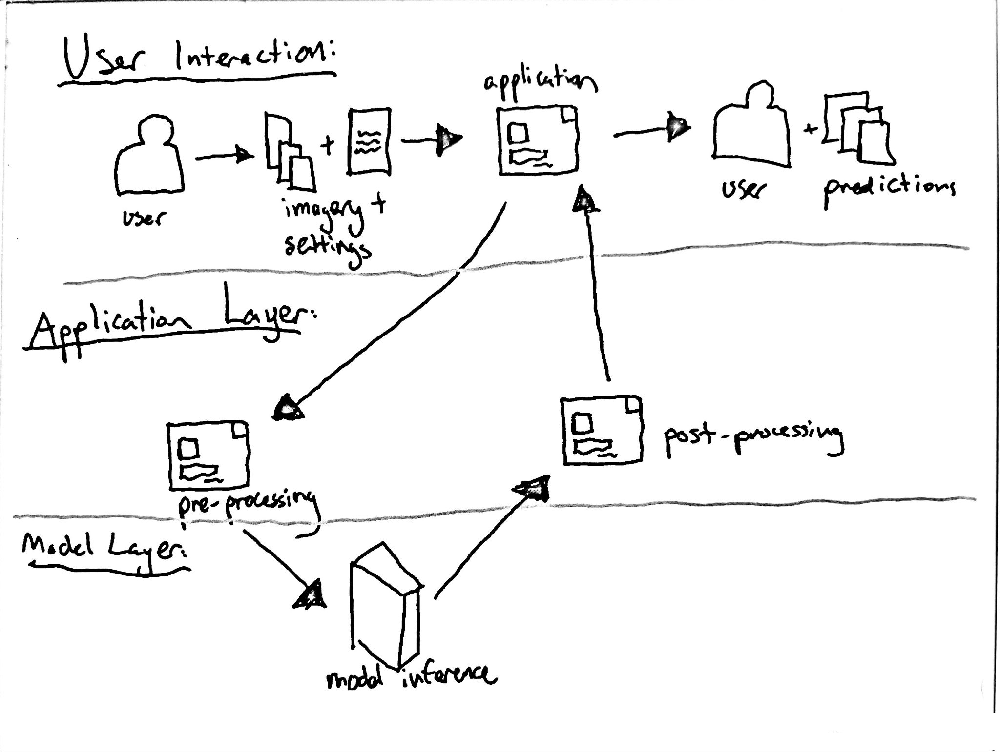 User Interaction:
application
user
imagery +
settings
+
+
user
predictions
Application Layer:
pre-processing
post-processing
Model Layer:
model inference